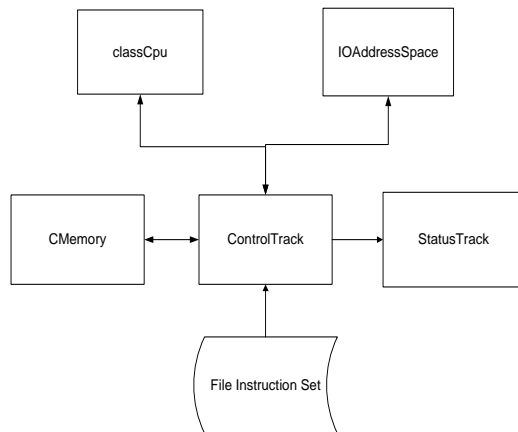 classCpu
IOAddressSpace
CMemory
ControlTrack
StatusTrack
File Instruction Set